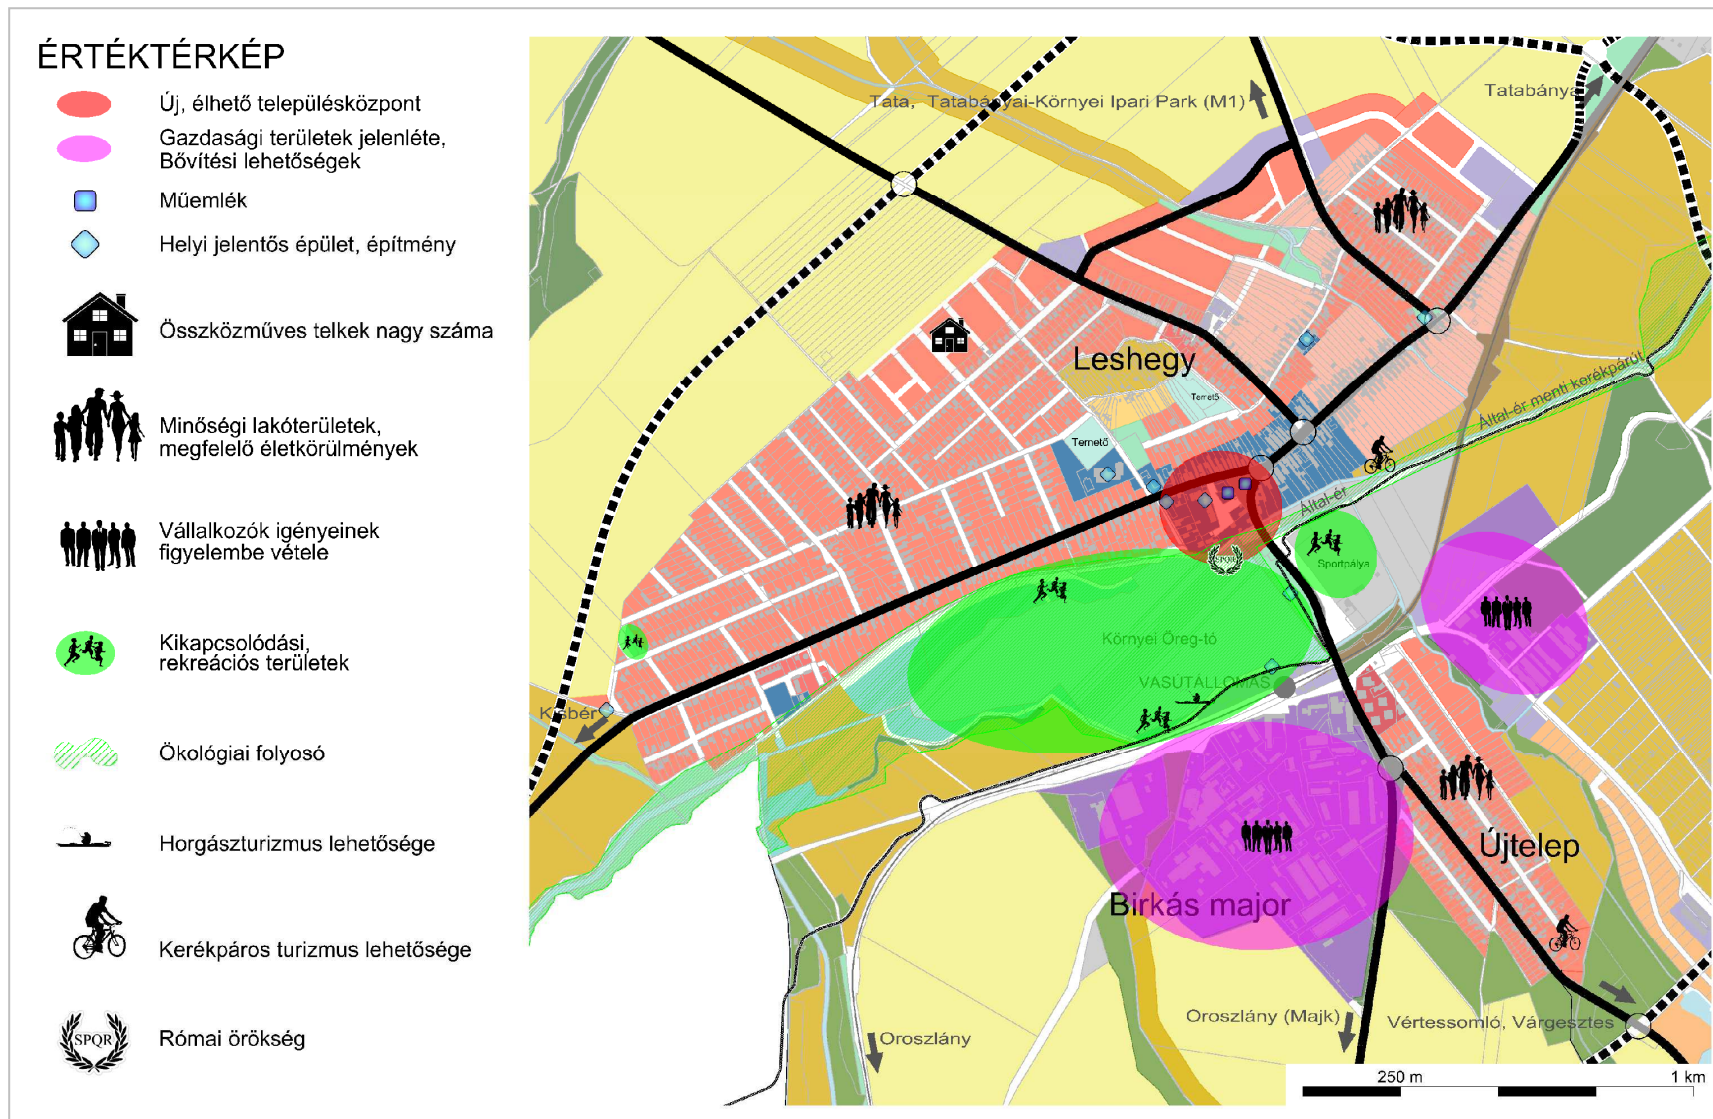 ÉRTÉKTÉRKÉP
Új, élhető településközpont
Gazdasági területek jelenléte,
Bővítési lehetőségek
Műemlék
Helyi jelentős épület, építmény
Összközműves telkek nagy száma
Minőségi lakóterületek,
megfelelő életkörülmények
Vállalkozók igényeinek
figyelembe vétele
Kikapcsolódási,
rekreációs területek
Ökológiai folyosó
Horgászturizmus lehetősége
Kerékpáros turizmus lehetősége
SPQR
Római örökség
Tata, Tatabányai-Környei Ipari Park (M1)
Tatabánya
Leshegy
Temető
Temető
Által-ér menti kerékpárút
Által-ér
SPQR
Sportpálya
Környei Öreg-tó
VASÚTÁLLOMÁS
Kisbér
Újtelep
Birkás major
Oroszlány
Oroszlány (Majk)
Vértessomló, Várgesztes
250 m
1 km